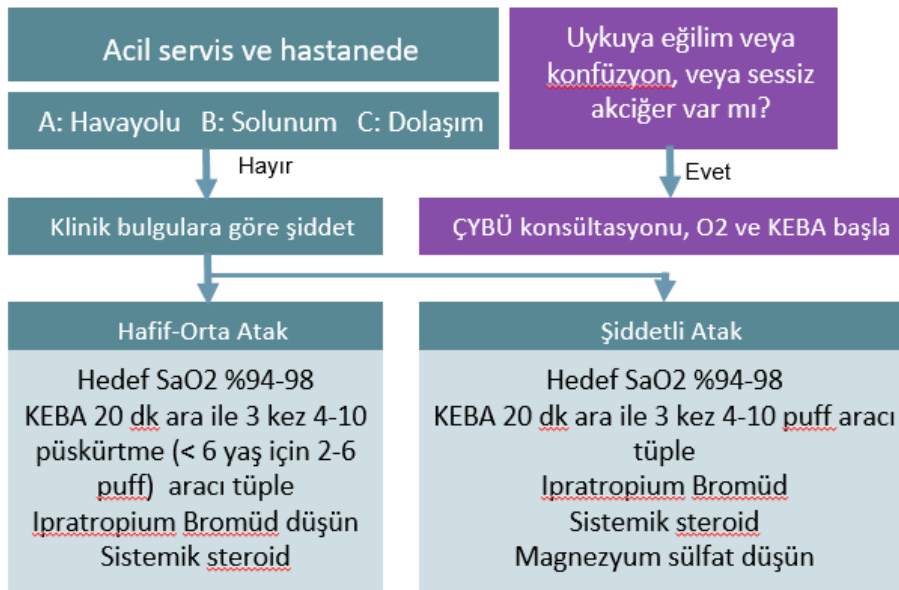 Acil servis ve hastanede
A: Havayolu B: Solunum C: Dolaşım
Uykuya eğilim veya
konfüzyon, veya sessiz
akciğer var mı?
Hayır
Evet
Klinik bulgulara göre şiddet
ÇYBÜ konsültasyonu, O2 ve KEBA başla
Hafif-Orta Atak
Hedef SaO2 %94-98
KEBA 20 dk ara ile 3 kez 4-10
püskürtme (< 6 yaş için 2-6
puff) aracı tüple
Ipratropium Bromüd düşün
Sistemik steroid
Şiddetli Atak
Hedef SaO2 %94-98
KEBA 20 dk ara ile 3 kez 4-10 puff aracı
tüple
Ipratropium Bromüd
Sistemik steroid
Magnezyum sülfat düşün